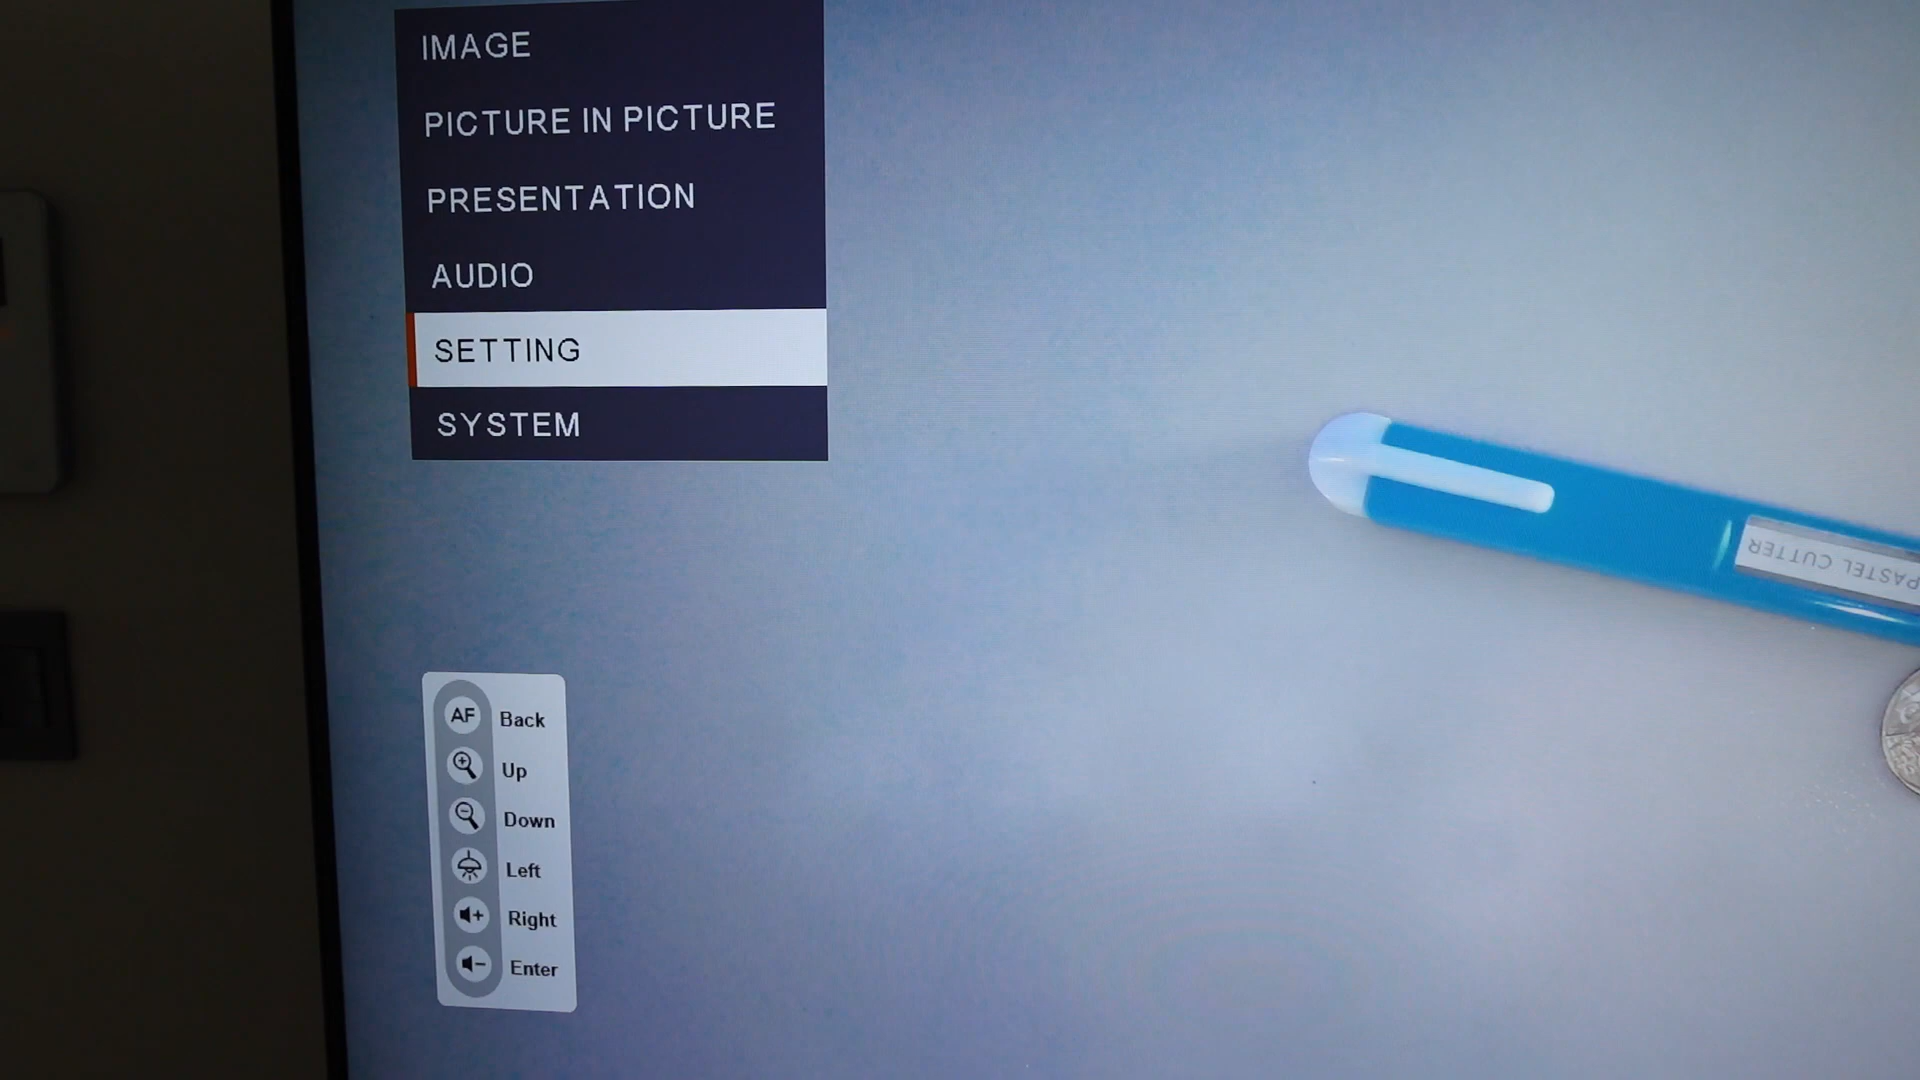 IMAGE
PICTURE IN PICTURE
PRESENTATION
AUDIO
SETTING
SYSTEM
PASTEL CUTTER
AF Back
Up
Down
Left
Right
Enter